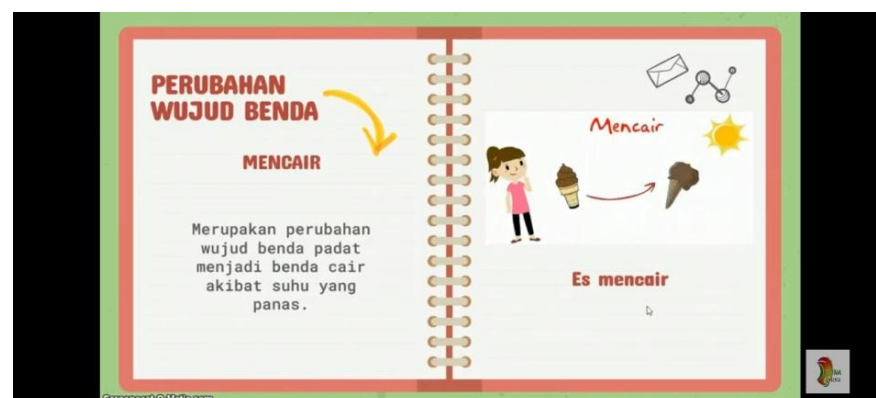 PERUBAHAN
WUJUD BENDA
MENCAIR
Merupakan perubahan
wujud benda padat
menjadi benda cair
akibat suhu yang
panas.
Mencair
Es mencair